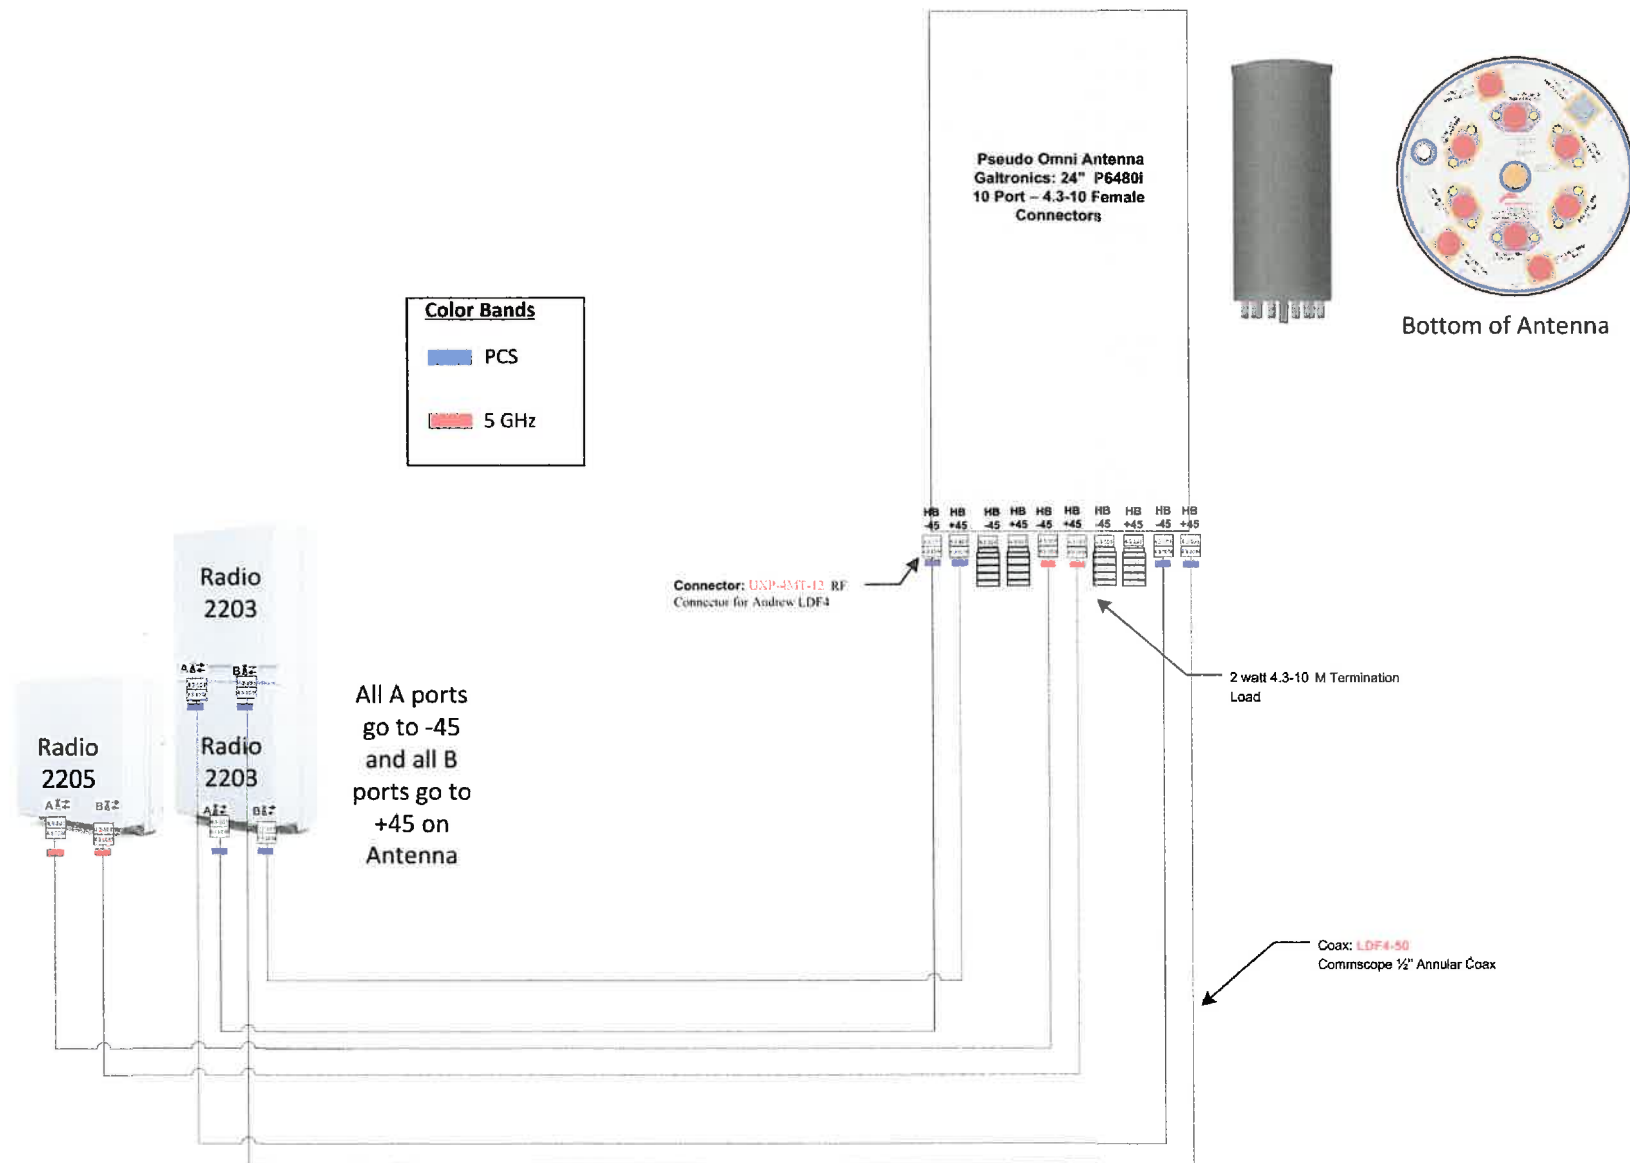 Pseudo Omni Antenna
Galtronics: 24" P6480i
10 Port – 4.3-10 Female
Connectors
Bottom of Antenna
Color Bands
PCS
5 GHz
HB HB HB HB HB HB HB HB HB HB
-45 +45 -45 +45 -45 +45 -45 +45 -45 +45
Connector: UXP-4MT-12 RF
Connector for Andrew LDF4
2 watt 4.3-10 M Termination
Load
Radio
2203
A B
Radio
2203
A B
Radio
2205
A B
All A ports
go to -45
and all B
ports go to
+45 on
Antenna
Coax: LDF4-50
Commscope ½" Annular Coax